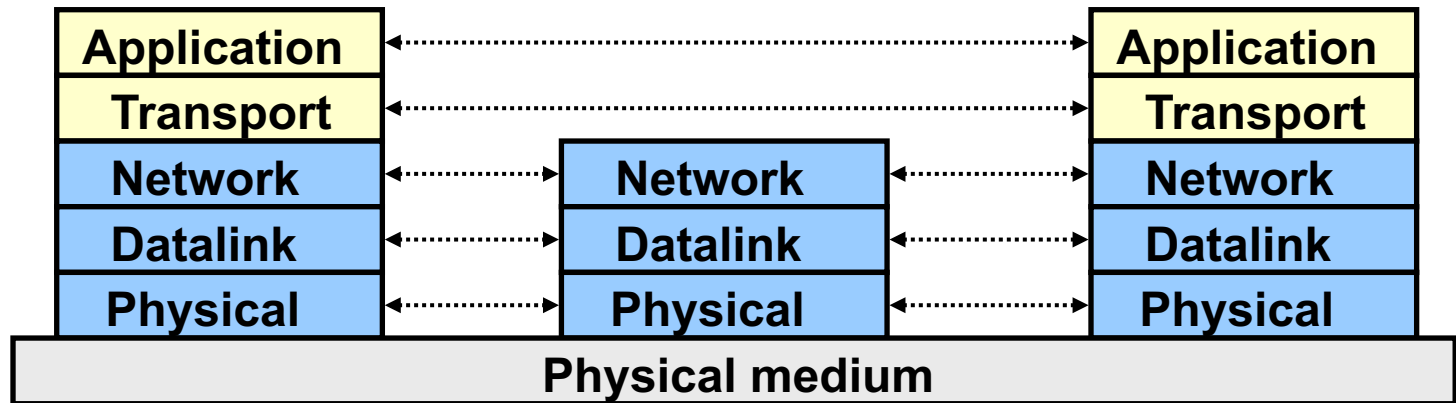 Application Application
Transport Transport
Network Network Network
Datalink Datalink Datalink
Physical Physical Physical
Physical medium